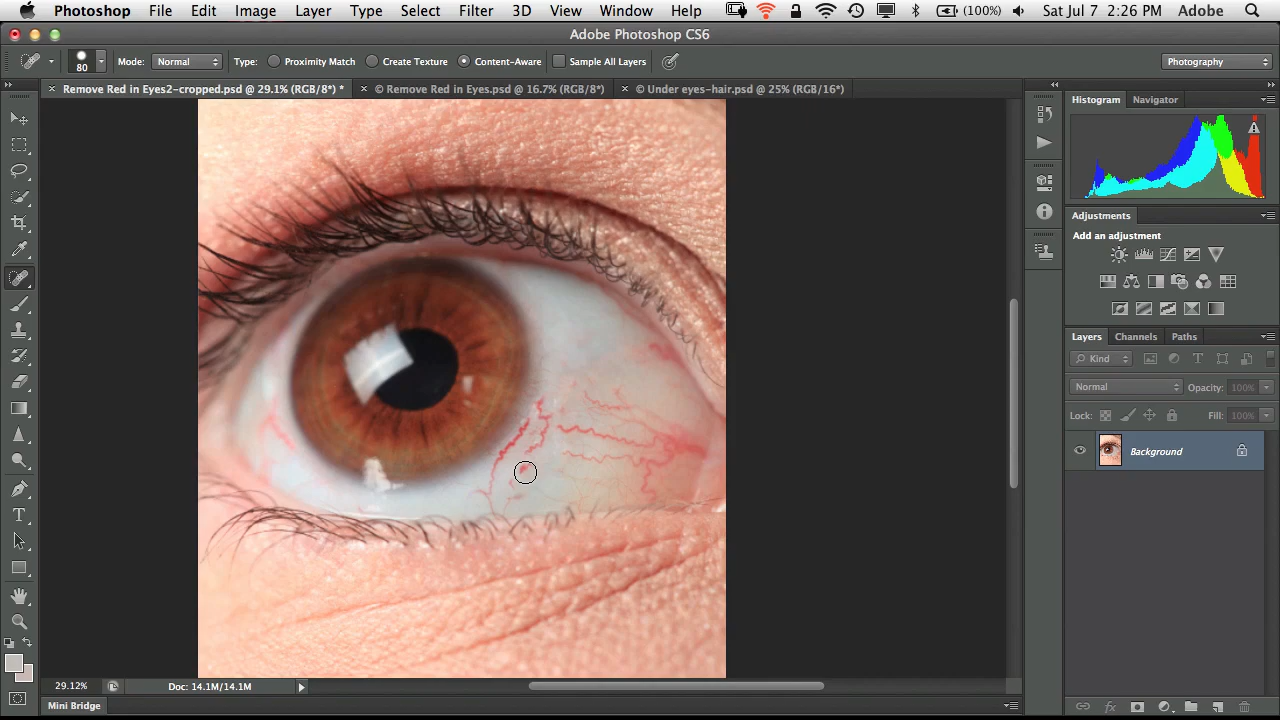 Photoshop File Edit Image Layer Type Select Filter 3D View Window Help (100%) Sat Jul 7 2:26 PM Adobe
Adobe Photoshop CS6
80 Mode: Normal Type: Proximity Match Create Texture Content-Aware Sample All Layers Photography
Remove Red in Eyes2-cropped.psd @ 29.1% (RGB/8*) * © Remove Red in Eyes.psd @ 16.7% (RGB/8*) © Under eyes-hair.psd @ 25% (RGB/16*)
Histogram Navigator
Adjustments
Add an adjustment
Layers Channels Paths
Kind
Normal Opacity: 100%
Lock: Fill: 100%
Background
29.12% Doc: 14.1M/14.1M
Mini Bridge